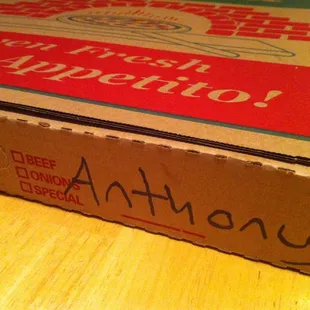 en Fresh
Appetito!
BEEF
ONIONS
SPECIAL
Anthony